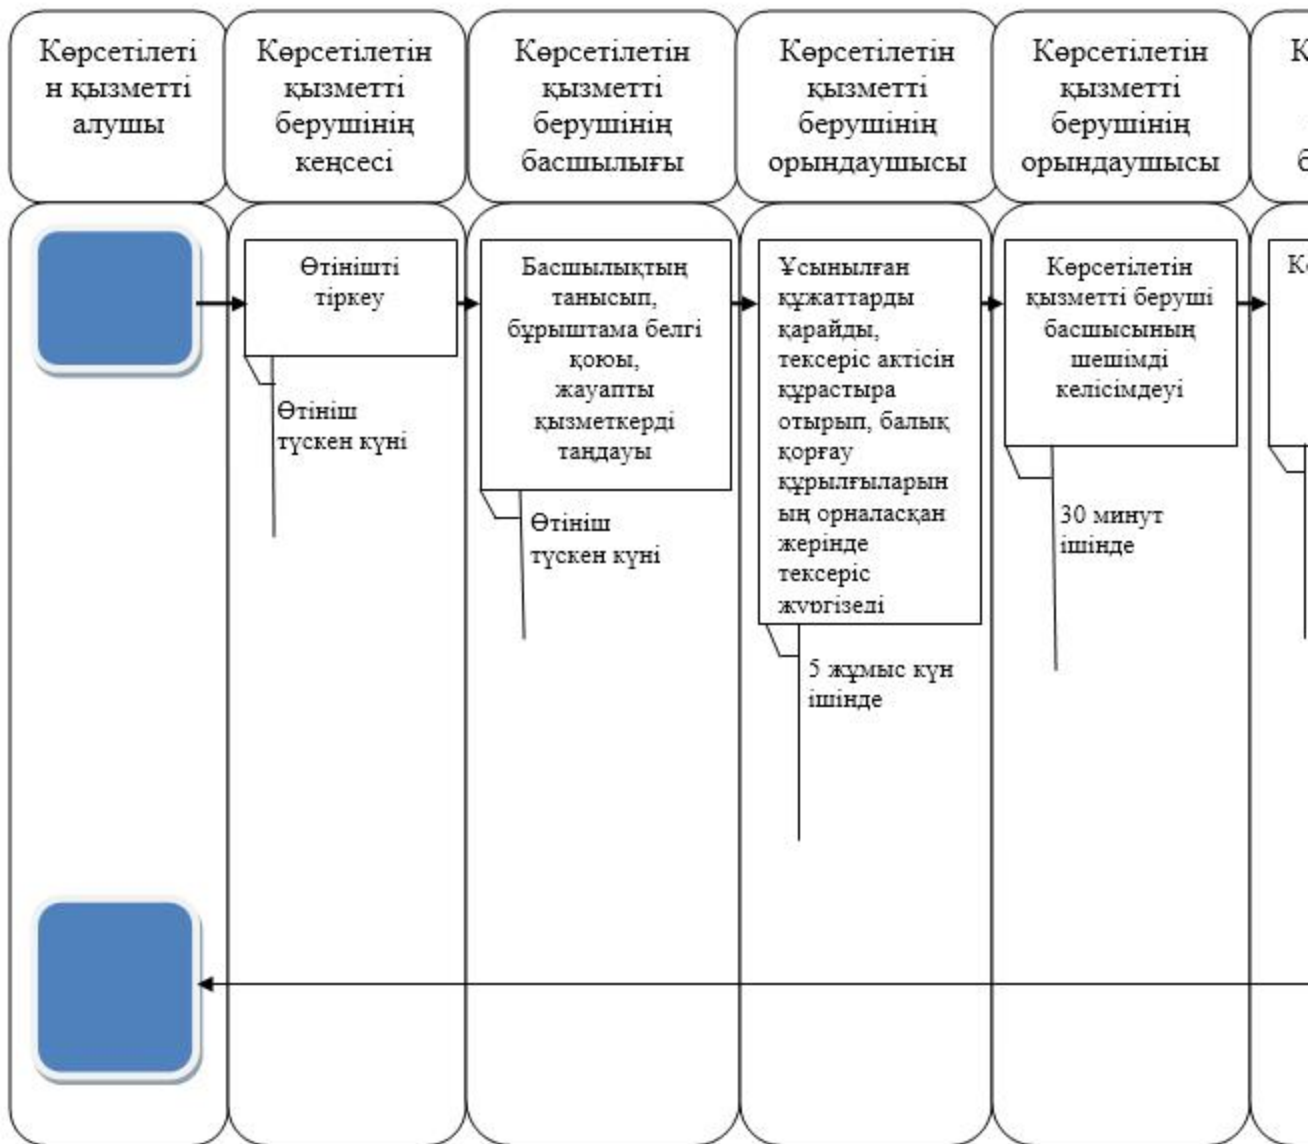 Көрсетілеті
н қызметті
алушы
Көрсетілетін
қызметті
берушінің
кеңсесі
Көрсетілетін
қызметті
берушінің
басшылығы
Көрсетілетін
қызметті
берушінің
орындаушысы
Көрсетілетін
қызметті
берушінің
орындаушысы
Өтінішті
тіркеу
Өтініш
түскен күні
Басшылықтың
танысып,
бұрыштама белгі
қоюы,
жауапты
қызметкерді
таңдауы
Өтініш
түскен күні
Ұсынылған
құжаттарды
қарайды,
тексеріс актісін
құрастыра
отырып, балық
қорғау
құрылғыларын
ың орналасқан
жерінде
тексеріс
жүргізеді
5 жұмыс күн
ішінде
Көрсетілетін
қызметті беруші
басшысының
шешімді
келісімдеуі
30 минут
ішінде